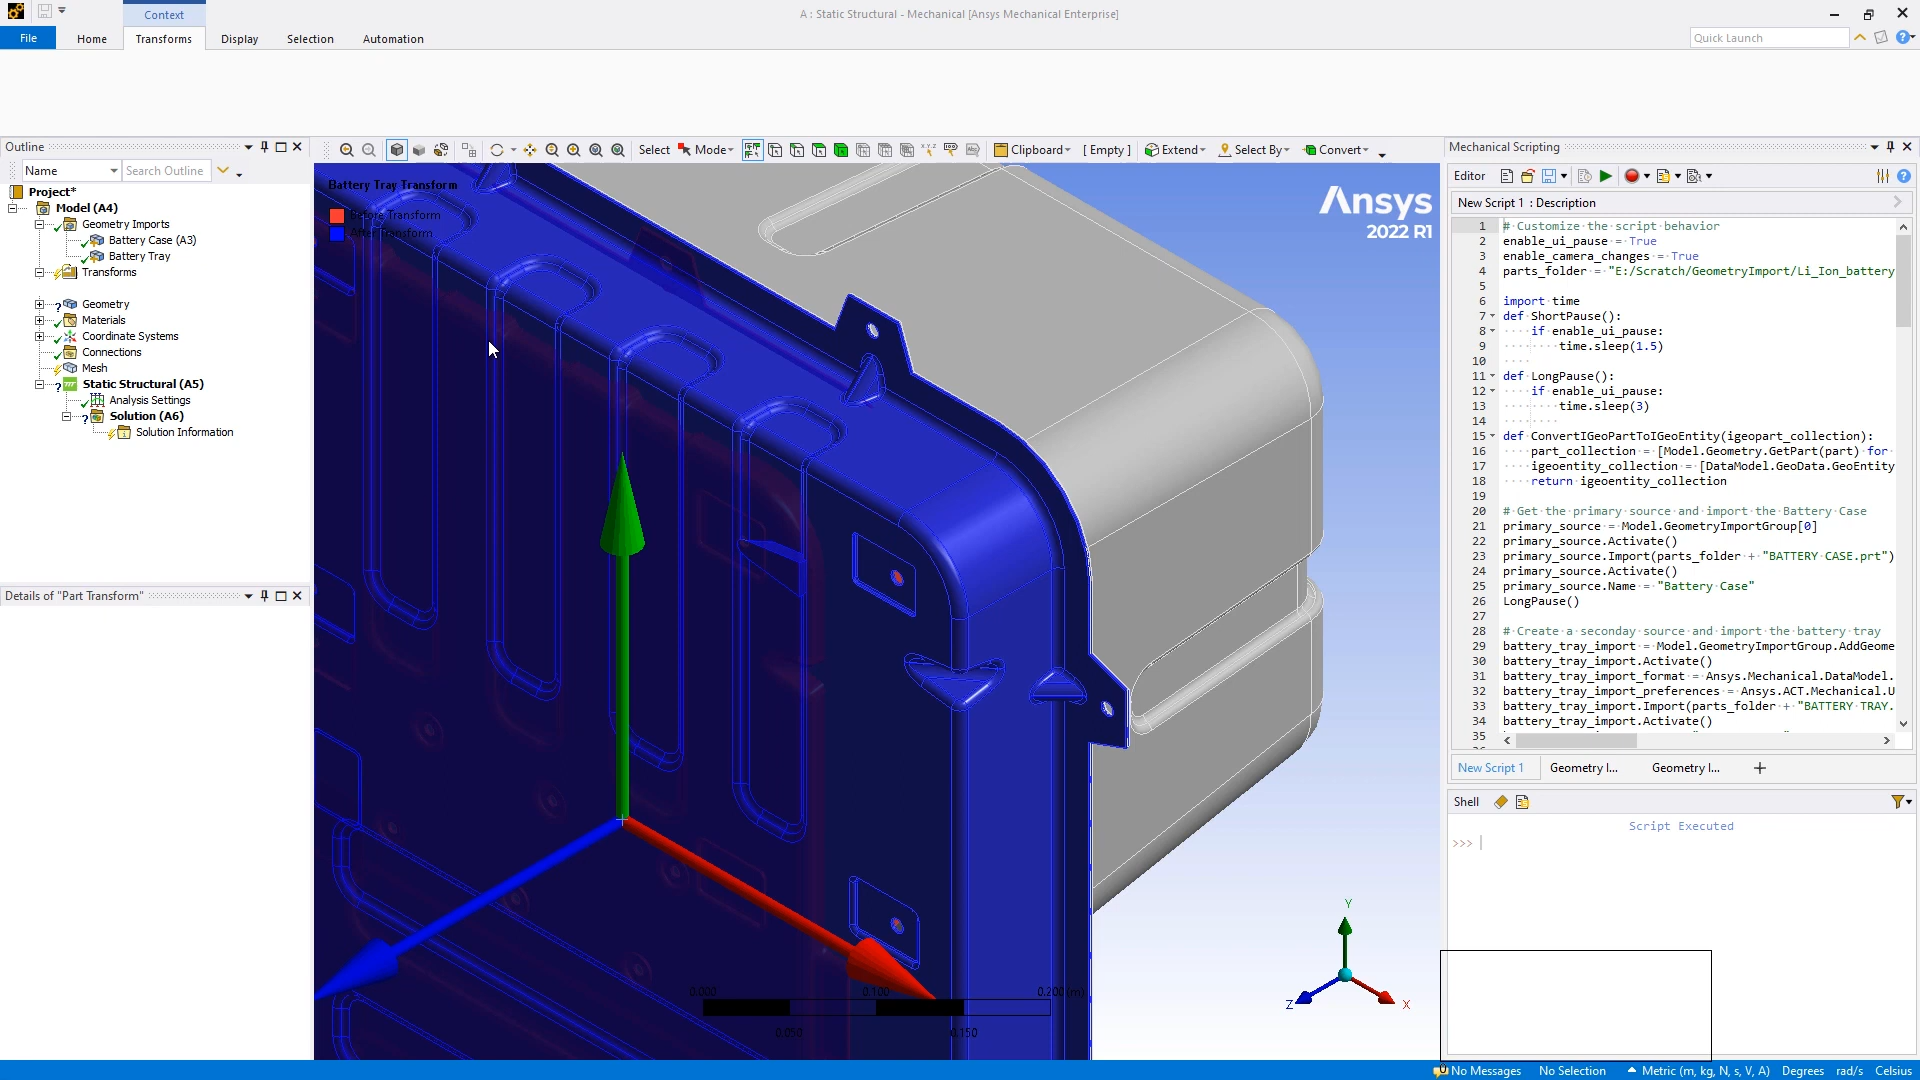 Context
A : Static Structural - Mechanical [Ansys Mechanical Enterprise]
File
Home
Transforms
Display
Selection
Automation
Quick Launch
Outline
Name
Search Outline
Project*
Model (A4)
Geometry Imports
Battery Case (A3)
Battery Tray
Transforms
Geometry
Materials
Coordinate Systems
Connections
Mesh
Static Structural (A5)
Analysis Settings
Solution (A6)
Solution Information
Details of "Part Transform"
Select
Mode
Clipboard
[ Empty ]
Extend
Select By
Convert
Battery Tray Transform
Before Transform
After Transform
Ansys
2022 R1
0.000
0.100
0.200 (m)
0.050
0.150
Y
Z
X
Mechanical Scripting
Editor
New Script 1 : Description
1 # Customize the script behavior
2 enable_ui_pause = True
3 enable_camera_changes = True
4 parts_folder = "E:/Scratch/GeometryImport/Li_Ion_battery
5
6 import time
7 def ShortPause():
8 if enable_ui_pause:
9 time.sleep(1.5)
10
11 def LongPause():
12 if enable_ui_pause:
13 time.sleep(3)
14
15 def ConvertIGeoPartToIGeoEntity(igeopart_collection):
16 part_collection = [Model.Geometry.GetPart(part) for
17 igeoentity_collection = [DataModel.GeoData.GeoEntity
18 return igeoentity_collection
19
20 # Get the primary source and import the Battery Case
21 primary_source = Model.GeometryImportGroup[0]
22 primary_source.Activate()
23 primary_source.Import(parts_folder + "BATTERY CASE.prt")
24 primary_source.Activate()
25 primary_source.Name = "Battery Case"
26 LongPause()
27
28 # Create a seconday source and import the battery tray
29 battery_tray_import = Model.GeometryImportGroup.AddGeome
30 battery_tray_import.Activate()
31 battery_tray_import_format = Ansys.Mechanical.DataModel.
32 battery_tray_import_preferences = Ansys.ACT.Mechanical.U
33 battery_tray_import.Import(parts_folder + "BATTERY TRAY.
34 battery_tray_import.Activate()
35
New Script 1
Geometry I...
Geometry I...
Shell
Script Executed
>>>
No Messages
No Selection
Metric (m, kg, N, s, V, A)
Degrees
rad/s
Celsius